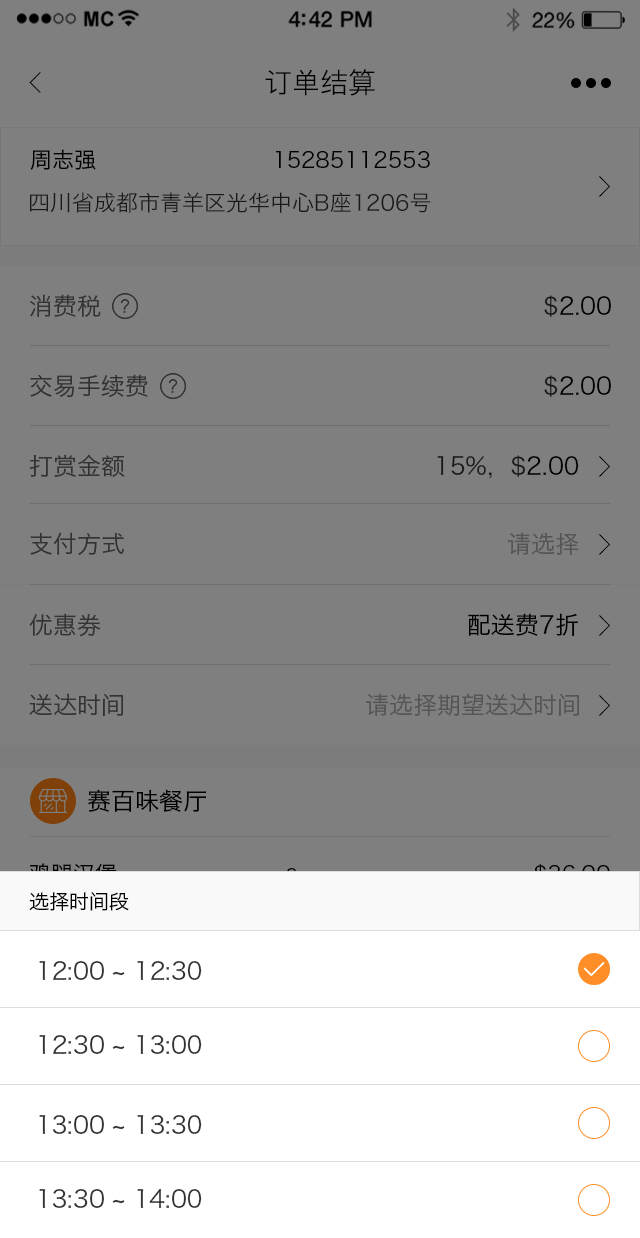 MC 4:42 PM 22%
订单结算
周志强 15285112553
四川省成都市青羊区光华中心B座1206号
消费税 ? $2.00
交易手续费 ? $2.00
打赏金额 15%, $2.00
支付方式 请选择
优惠券 配送费7折
送达时间 请选择期望送达时间
赛百味餐厅
选择时间段
12:00 ~ 12:30
12:30 ~ 13:00
13:00 ~ 13:30
13:30 ~ 14:00